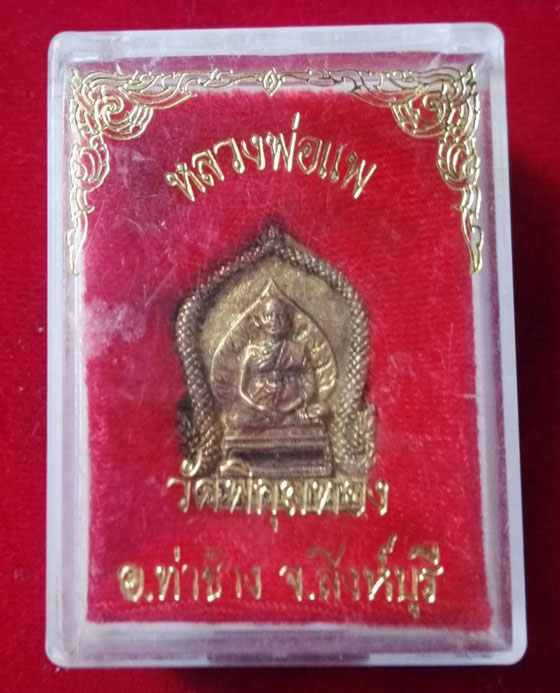 หลวงพ่อแพ
วัดพิกุลทอง
อ.ท่าช้าง จ.สิงห์บุรี